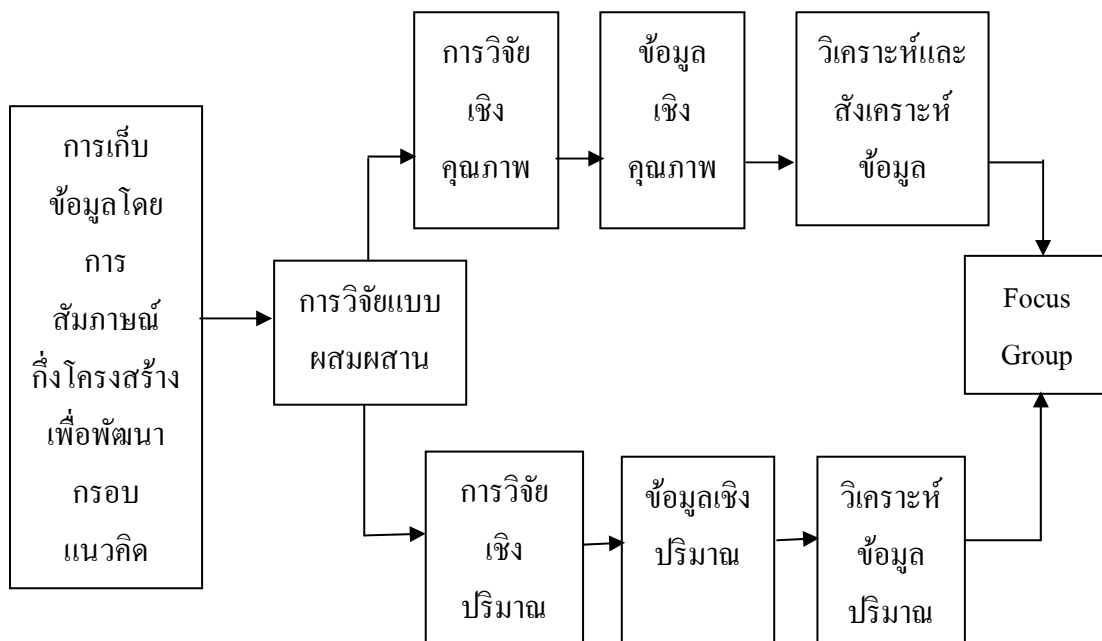 การเก็บ
ข้อมูลโดย
การ
สัมภาษณ์
กึ่งโครงสร้าง
เพื่อพัฒนา
กรอบ
แนวคิด
การวิจัยแบบ
ผสมผสาน
การวิจัย
เชิง
คุณภาพ
ข้อมูล
เชิง
คุณภาพ
วิเคราะห์และ
สังเคราะห์
ข้อมูล
การวิจัย
เชิง
ปริมาณ
ข้อมูลเชิง
ปริมาณ
วิเคราะห์
ข้อมูล
ปริมาณ
Focus
Group